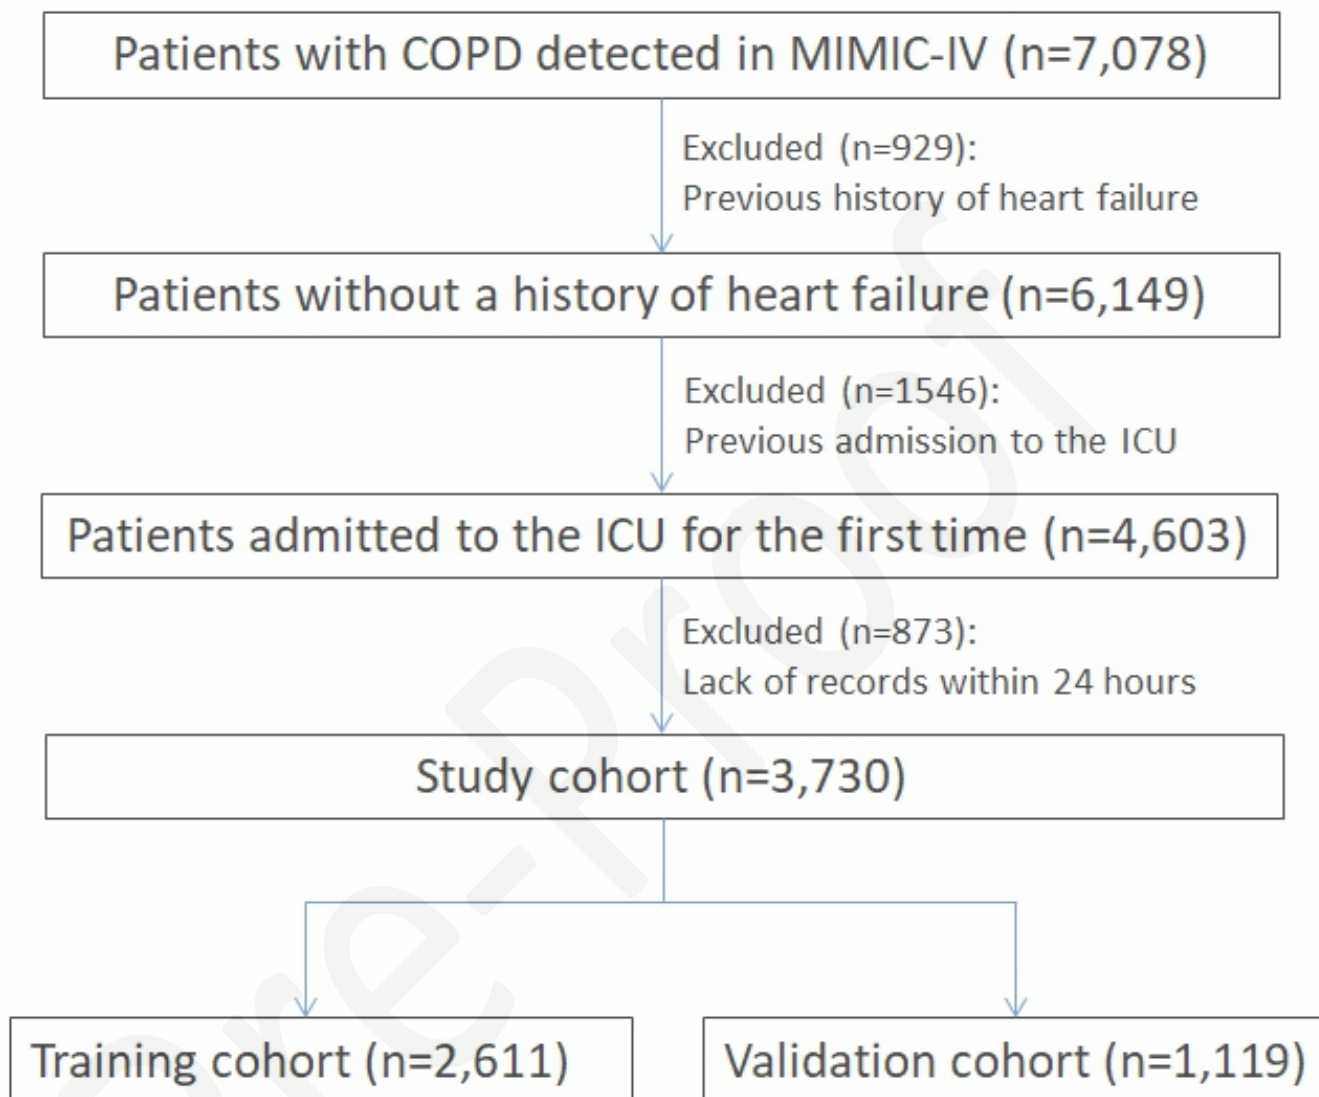 Patients with COPD detected in MIMIC-IV (n=7,078)
Excluded (n=929):
Previous history of heart failure
Patients without a history of heart failure (n=6,149)
Excluded (n=1546):
Previous admission to the ICU
Patients admitted to the ICU for the first time (n=4,603)
Excluded (n=873):
Lack of records within 24 hours
Study cohort (n=3,730)
Training cohort (n=2,611)
Validation cohort (n=1,119)
Pre-Proof